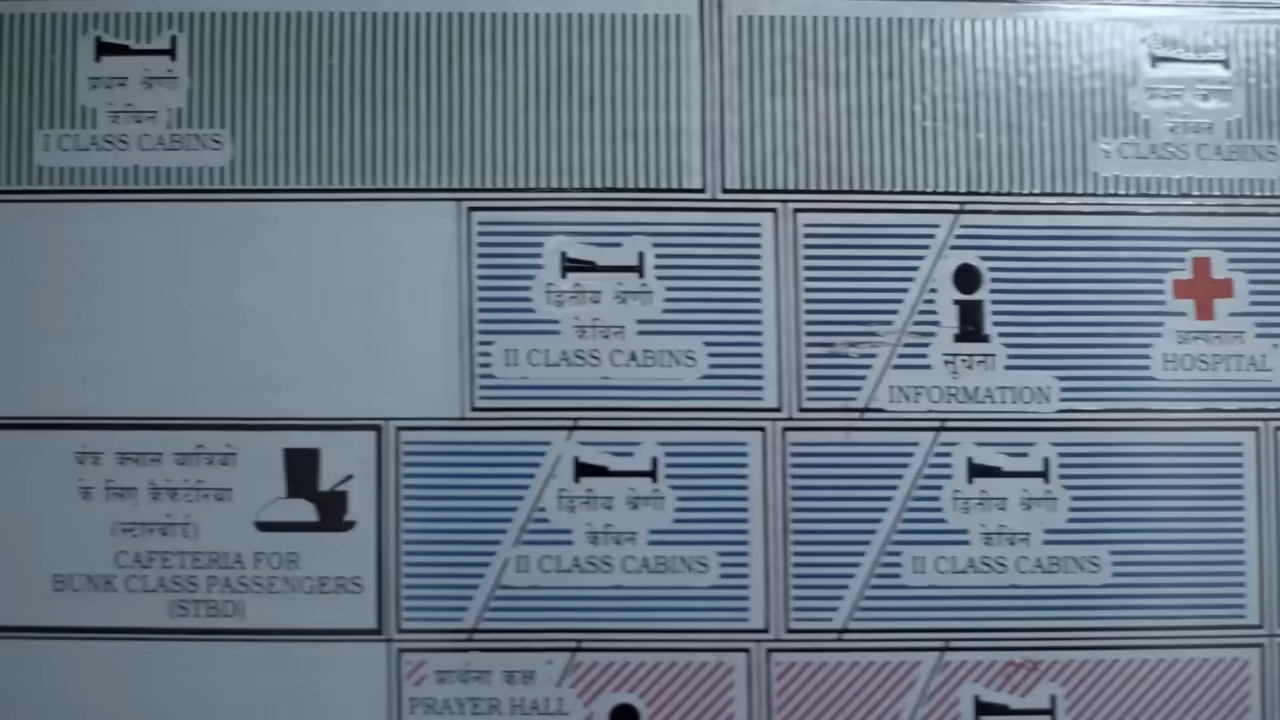 प्रथम श्रेणी
केबिन
I CLASS CABINS
प्रथम श्रेणी
केबिन
CLASS CABINS
द्वितीय श्रेणी
केबिन
II CLASS CABINS
सूचना
INFORMATION
अस्पताल
HOSPITAL
बंक क्लास यात्रियों
के लिए कैफेटेरिया
(स्टारबोर्ड)
CAFETERIA FOR
BUNK CLASS PASSENGERS
(STBD)
द्वितीय श्रेणी
केबिन
II CLASS CABINS
द्वितीय श्रेणी
केबिन
II CLASS CABINS
प्रार्थना कक्ष
PRAYER HALL